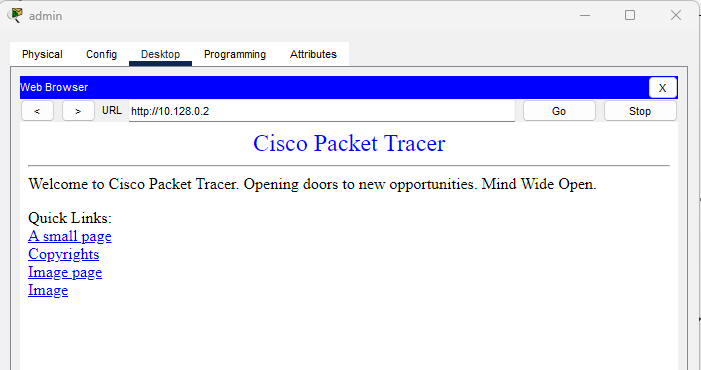 admin
Physical Config Desktop Programming Attributes
Web Browser X
< > URL http://10.128.0.2 Go Stop
Cisco Packet Tracer
Welcome to Cisco Packet Tracer. Opening doors to new opportunities. Mind Wide Open.
Quick Links:
A small page
Copyrights
Image page
Image